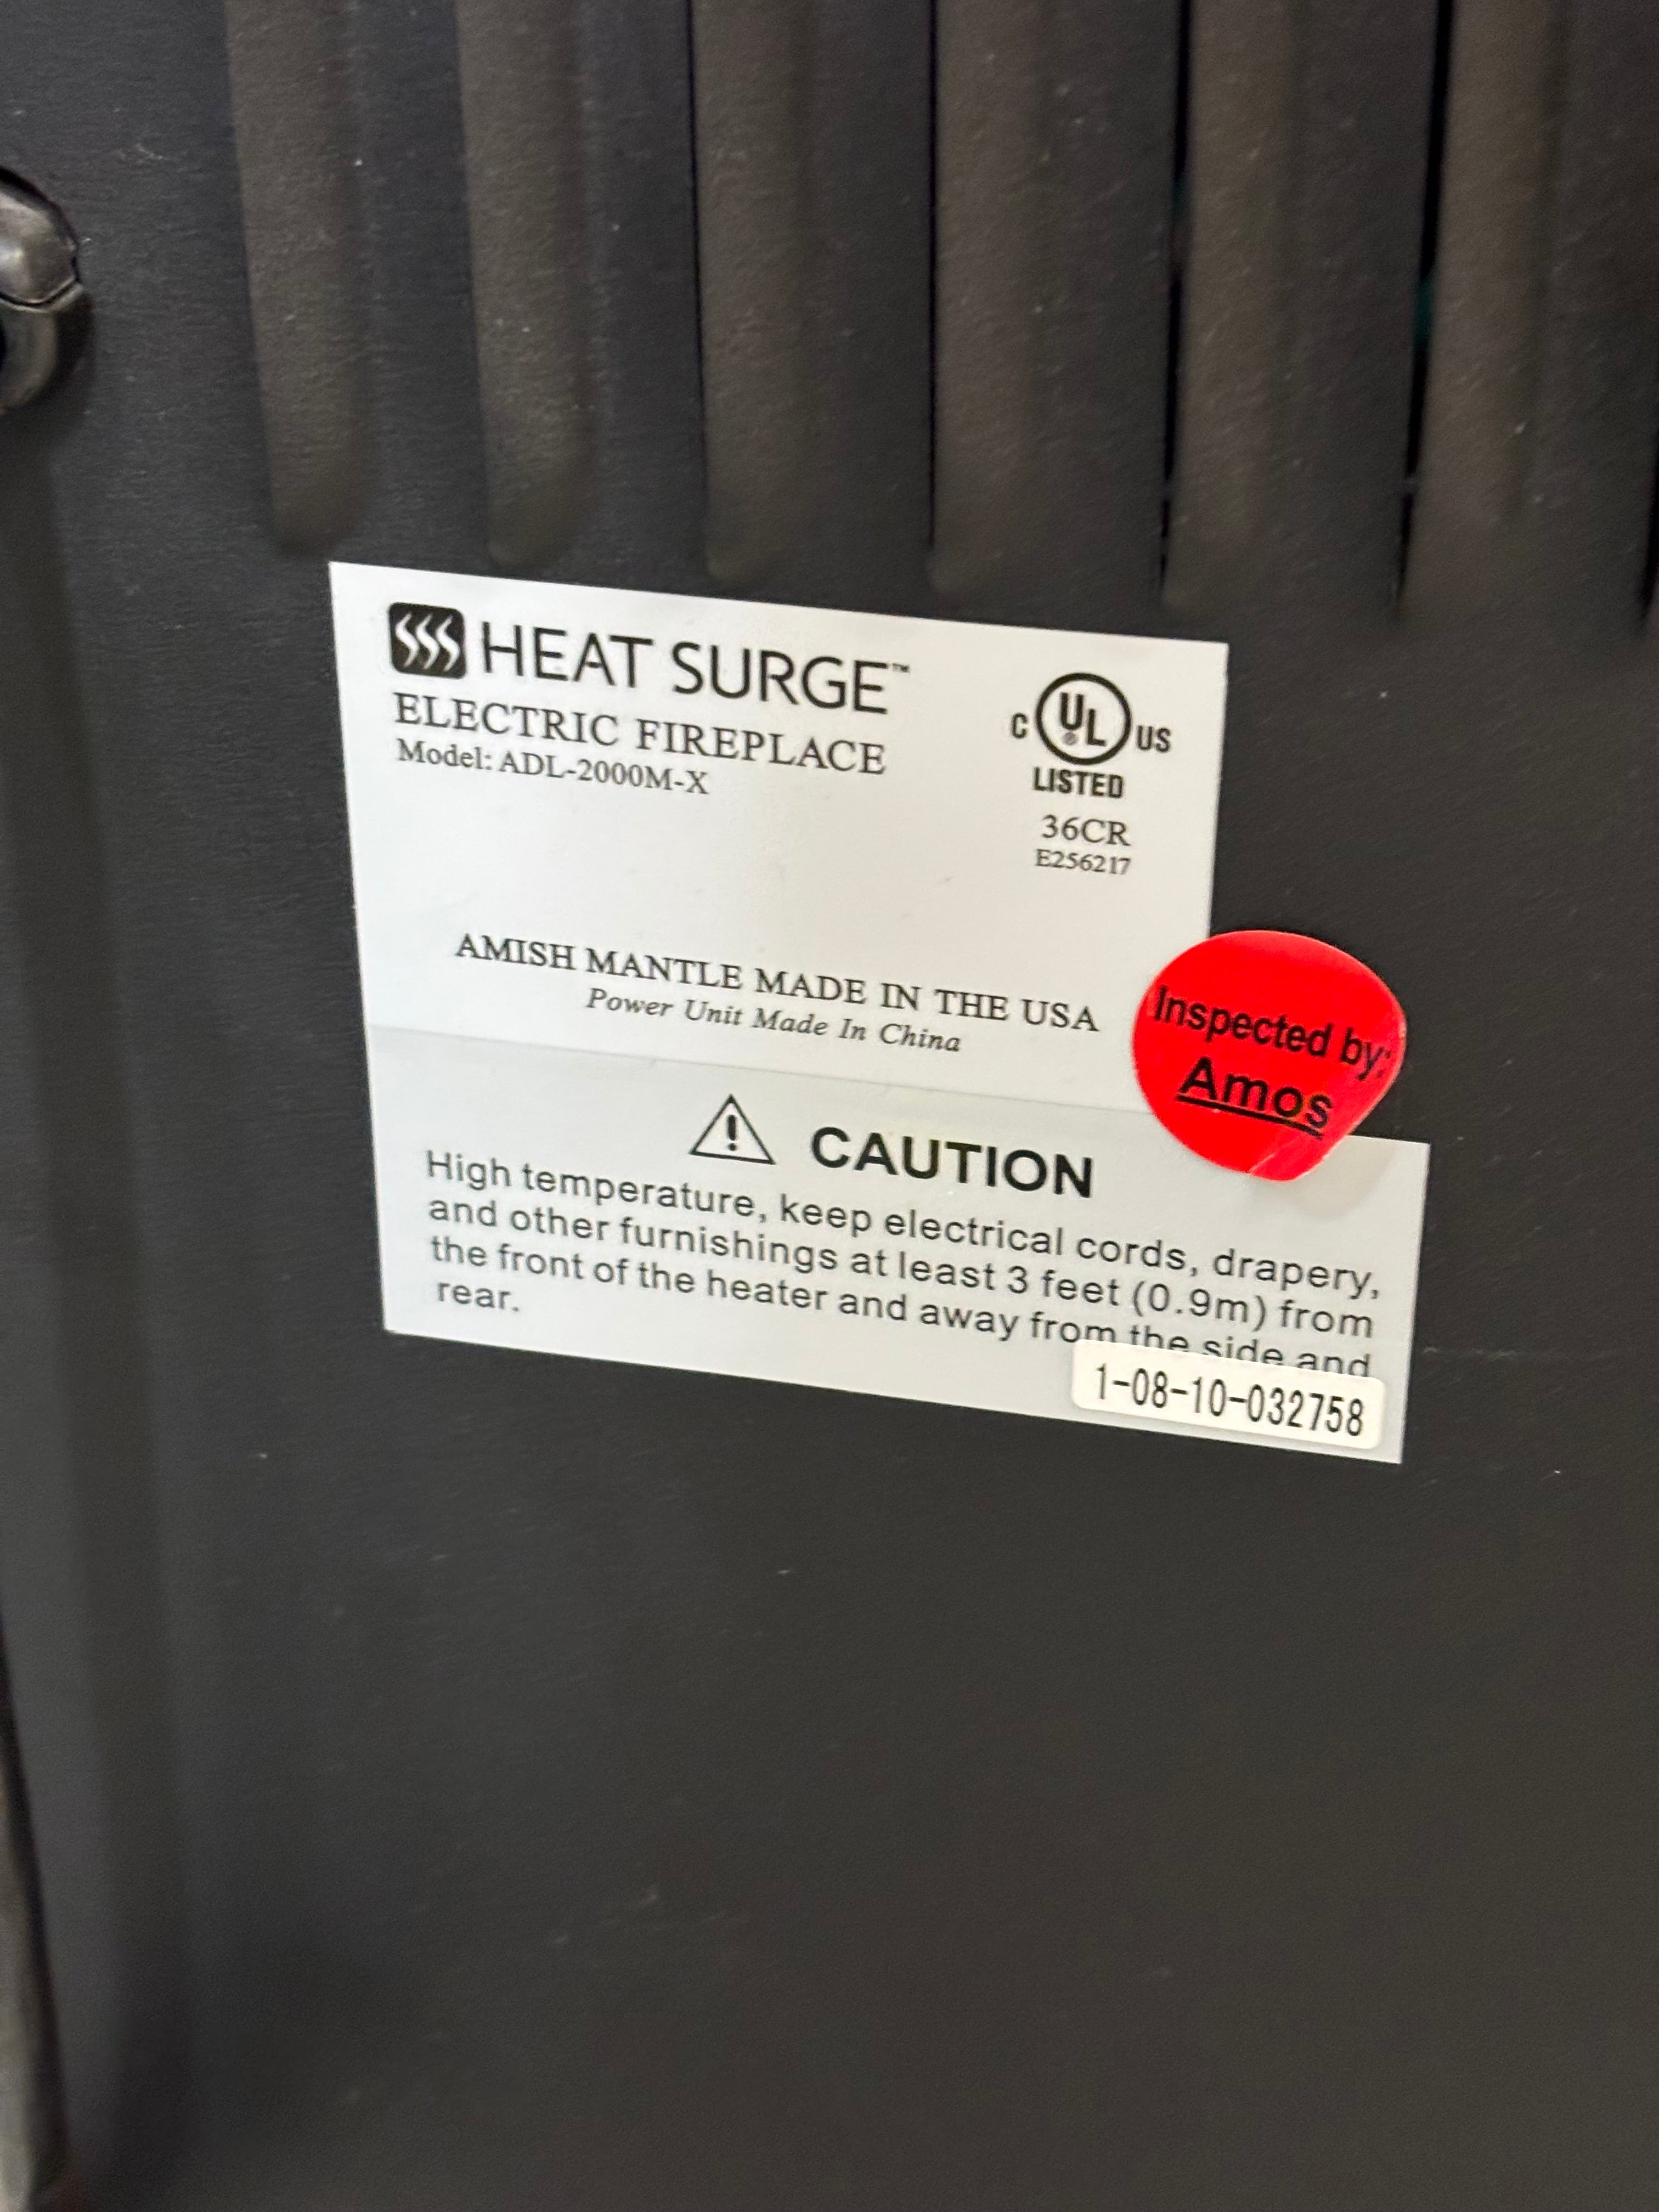 HEAT SURGE™
ELECTRIC FIREPLACE
Model: ADL-2000M-X
C UL® US
LISTED
36CR
E256217
AMISH MANTLE MADE IN THE USA
Power Unit Made In China
Inspected by:
Amos
CAUTION
High temperature, keep electrical cords, drapery,
and other furnishings at least 3 feet (0.9m) from
the front of the heater and away from the side and
rear.
1-08-10-032758